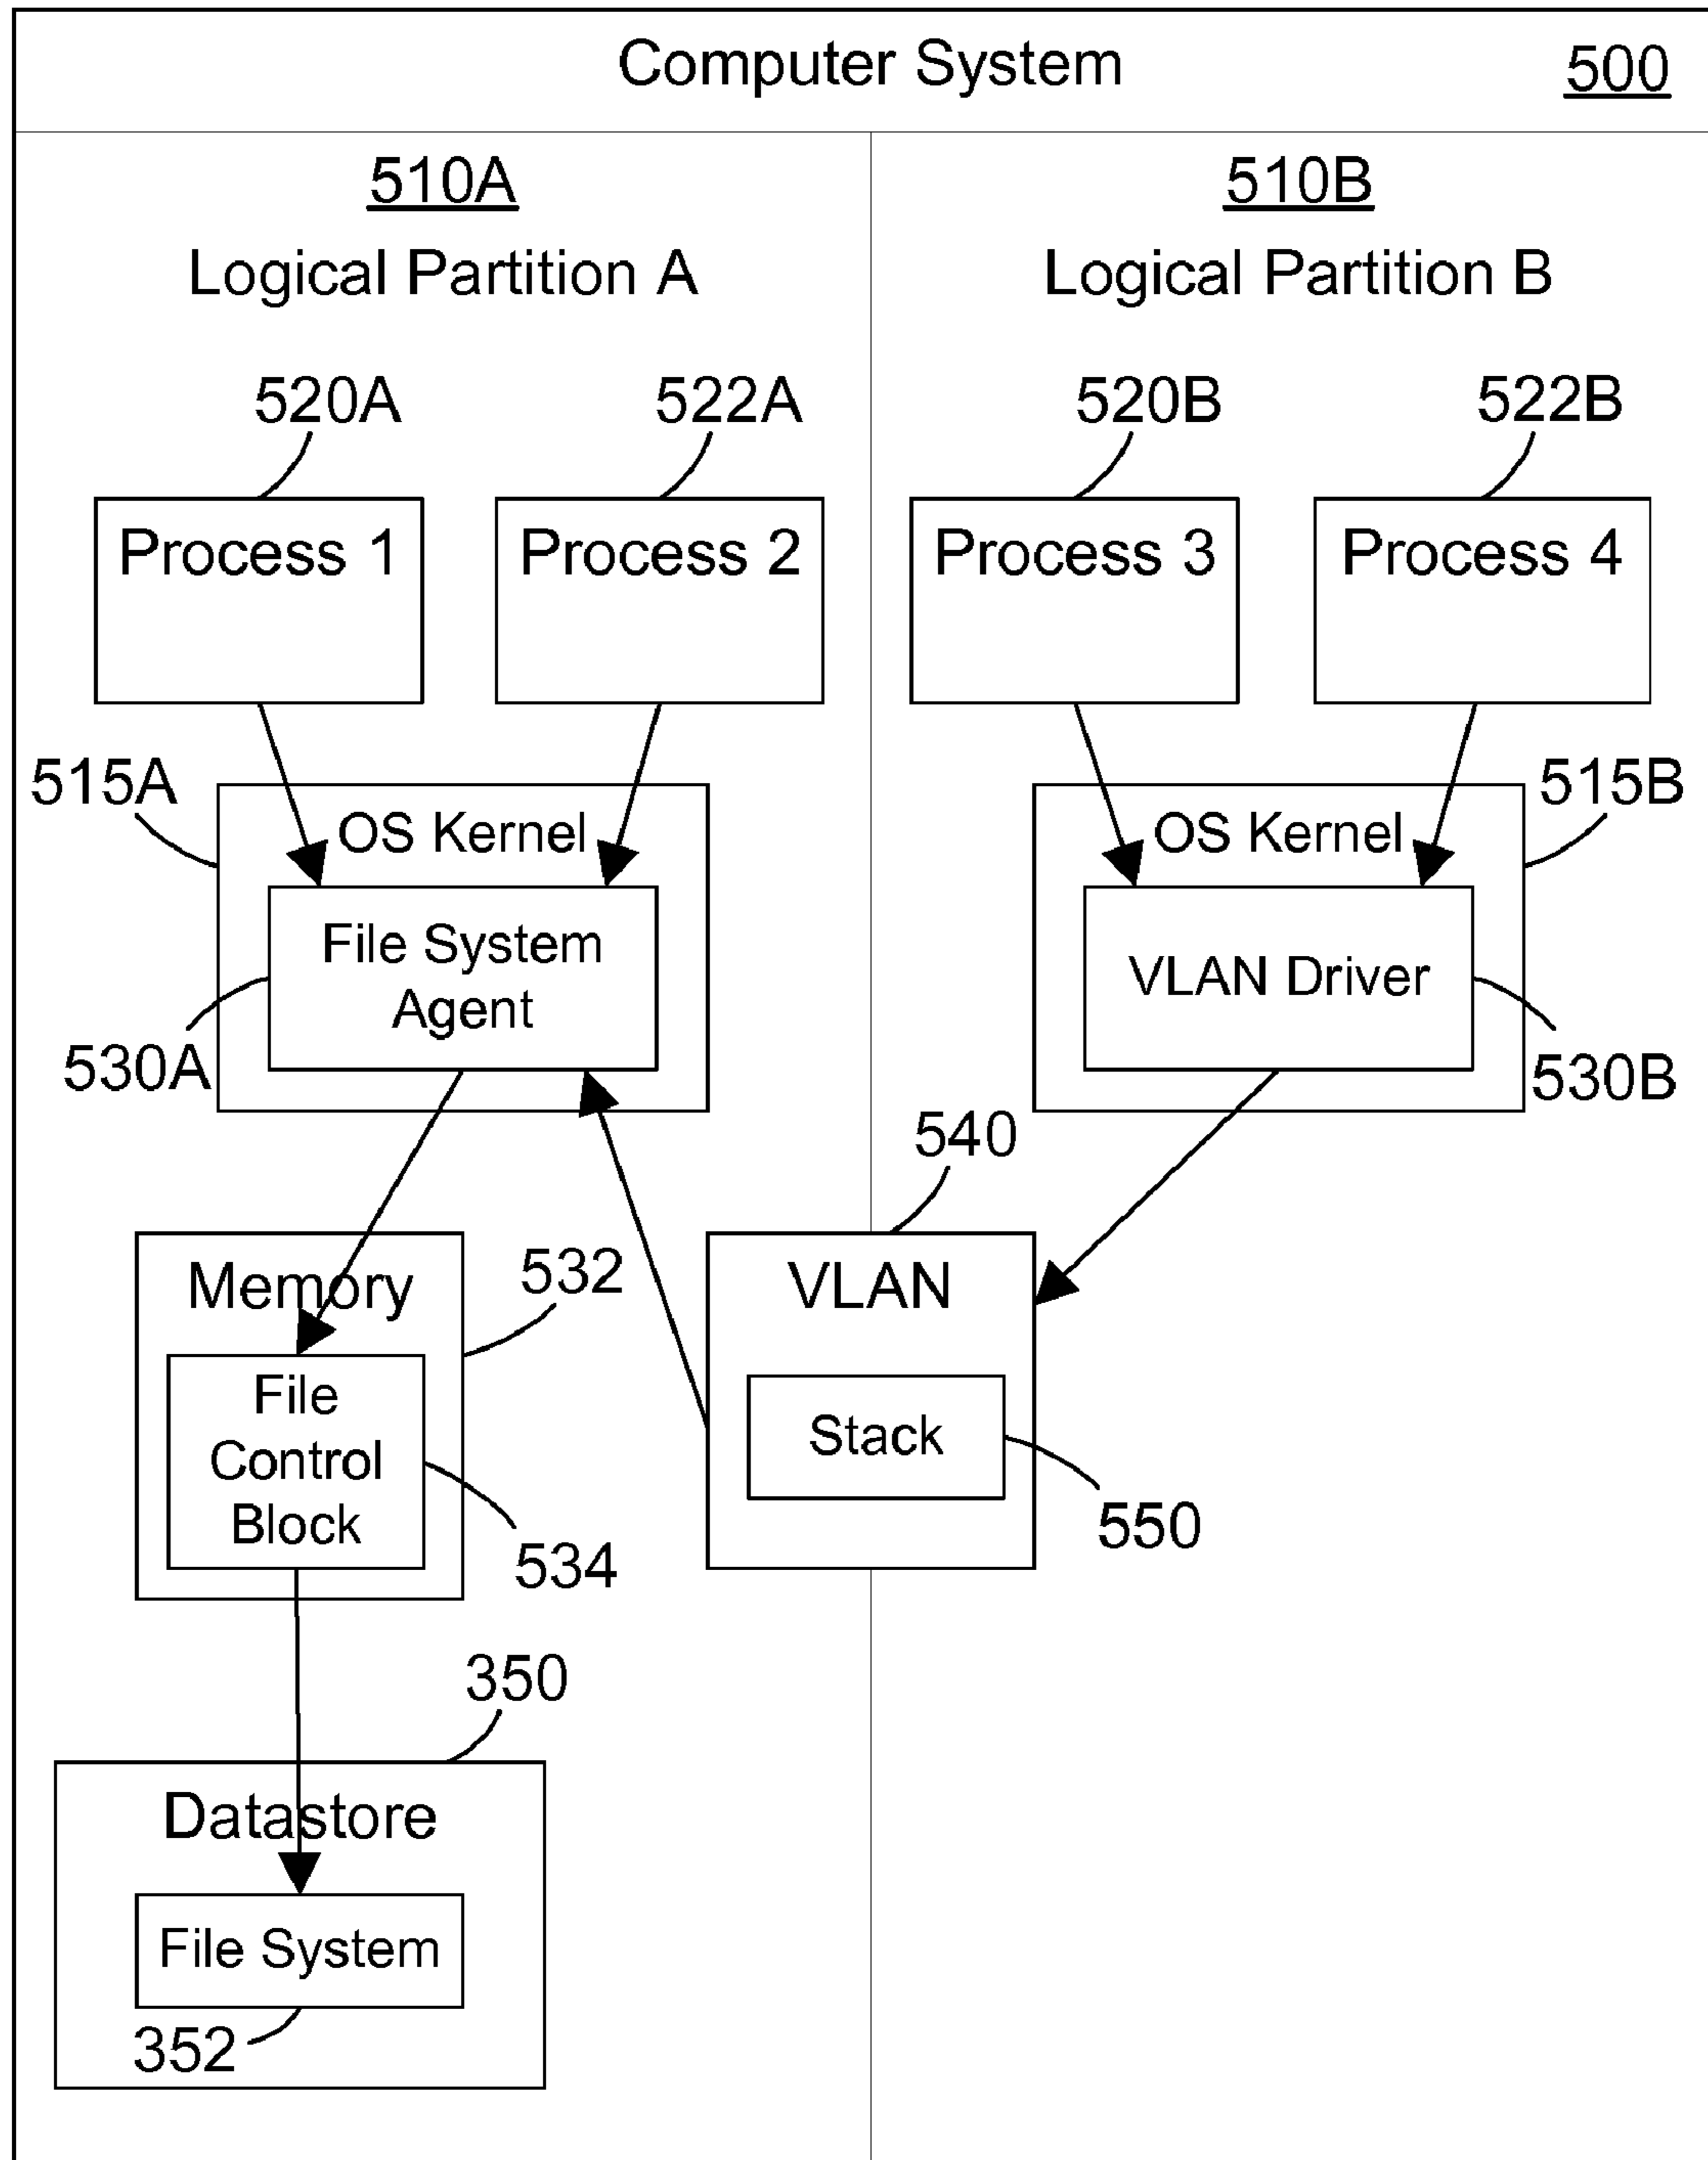 Computer System
500
510A
510B
Logical Partition A
Logical Partition B
520A
522A
520B
522B
Process 1
Process 2
Process 3
Process 4
515A
515B
OS Kernel
OS Kernel
File System
Agent
VLAN Driver
530A
530B
540
Memory
532
VLAN
File
Control
Block
Stack
534
550
350
Datastore
File System
352